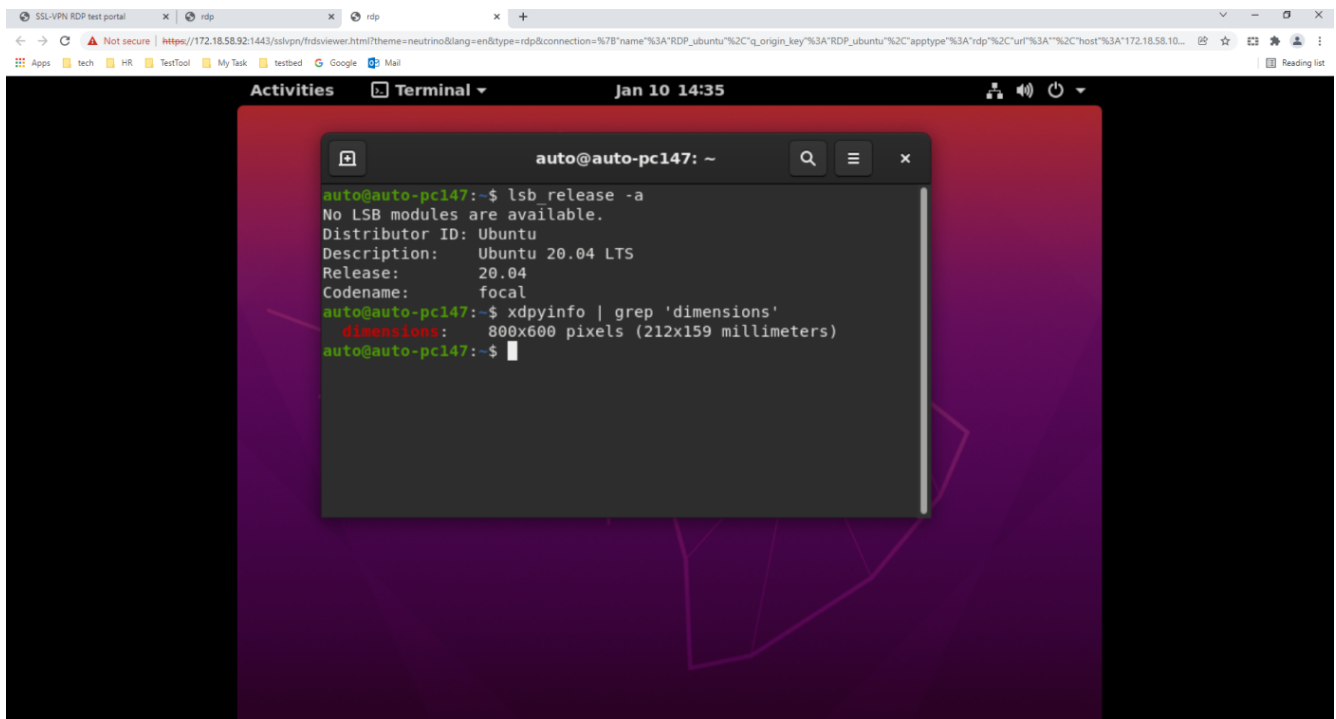 SSL-VPN RDP test portal
rdp
rdp
Not secure | https://172.18.58.92:1443/sslvpn/frdsviewer.html?theme=neutrino&lang=en&type=rdp&connection=%7B"name"%3A"RDP_ubuntu"%2C"q_origin_key"%3A"RDP_ubuntu"%2C"apptype"%3A"rdp"%2C"url"%3A""%2C"host"%3A"172.18.58.10...
Apps tech HR TestTool My Task testbed Google Mail Reading list
Activities Terminal Jan 10 14:35
auto@auto-pc147: ~
auto@auto-pc147:~$ lsb_release -a
No LSB modules are available.
Distributor ID: Ubuntu
Description: Ubuntu 20.04 LTS
Release: 20.04
Codename: focal
auto@auto-pc147:~$ xdpyinfo | grep 'dimensions'
dimensions: 800x600 pixels (212x159 millimeters)
auto@auto-pc147:~$